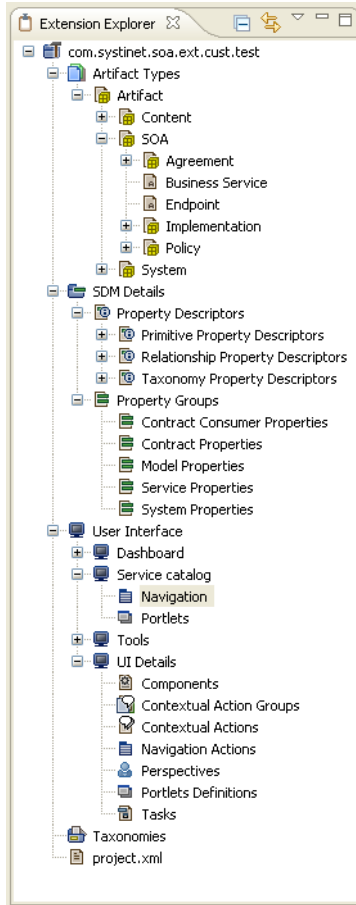 Extension Explorer
com.systinet.soa.ext.cust.test
Artifact Types
Artifact
Content
SOA
Agreement
Business Service
Endpoint
Implementation
Policy
System
SDM Details
Property Descriptors
Primitive Property Descriptors
Relationship Property Descriptors
Taxonomy Property Descriptors
Property Groups
Contract Consumer Properties
Contract Properties
Model Properties
Service Properties
System Properties
User Interface
Dashboard
Service catalog
Navigation
Portlets
Tools
UI Details
Components
Contextual Action Groups
Contextual Actions
Navigation Actions
Perspectives
Portlets Definitions
Tasks
Taxonomies
project.xml